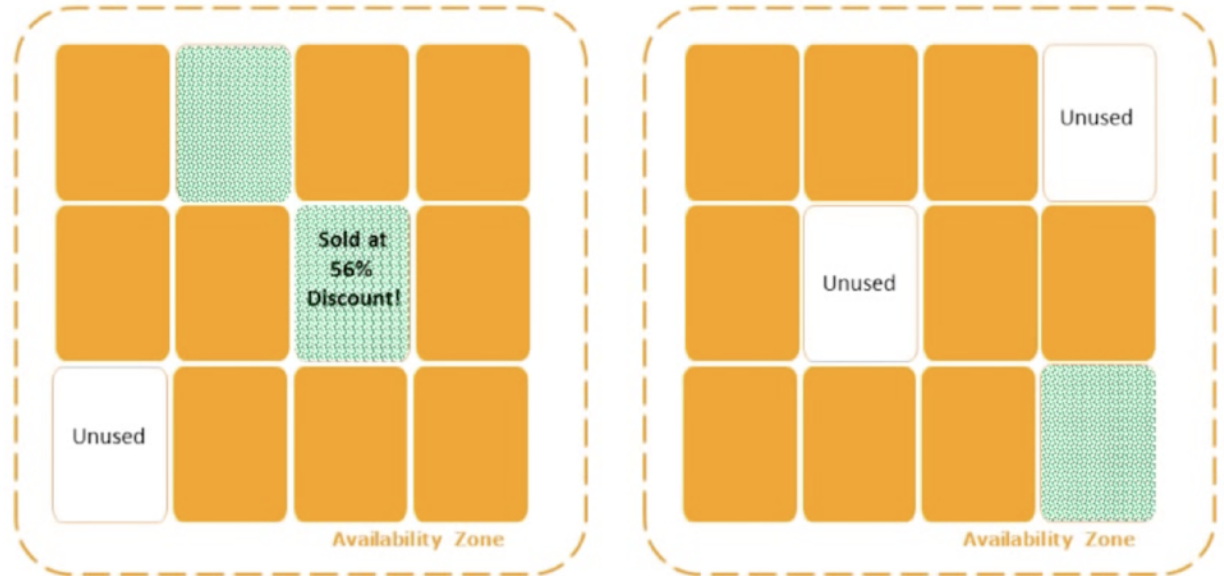 Unused
Sold at
56%
Discount!
Unused
Unused
Availability Zone
Availability Zone